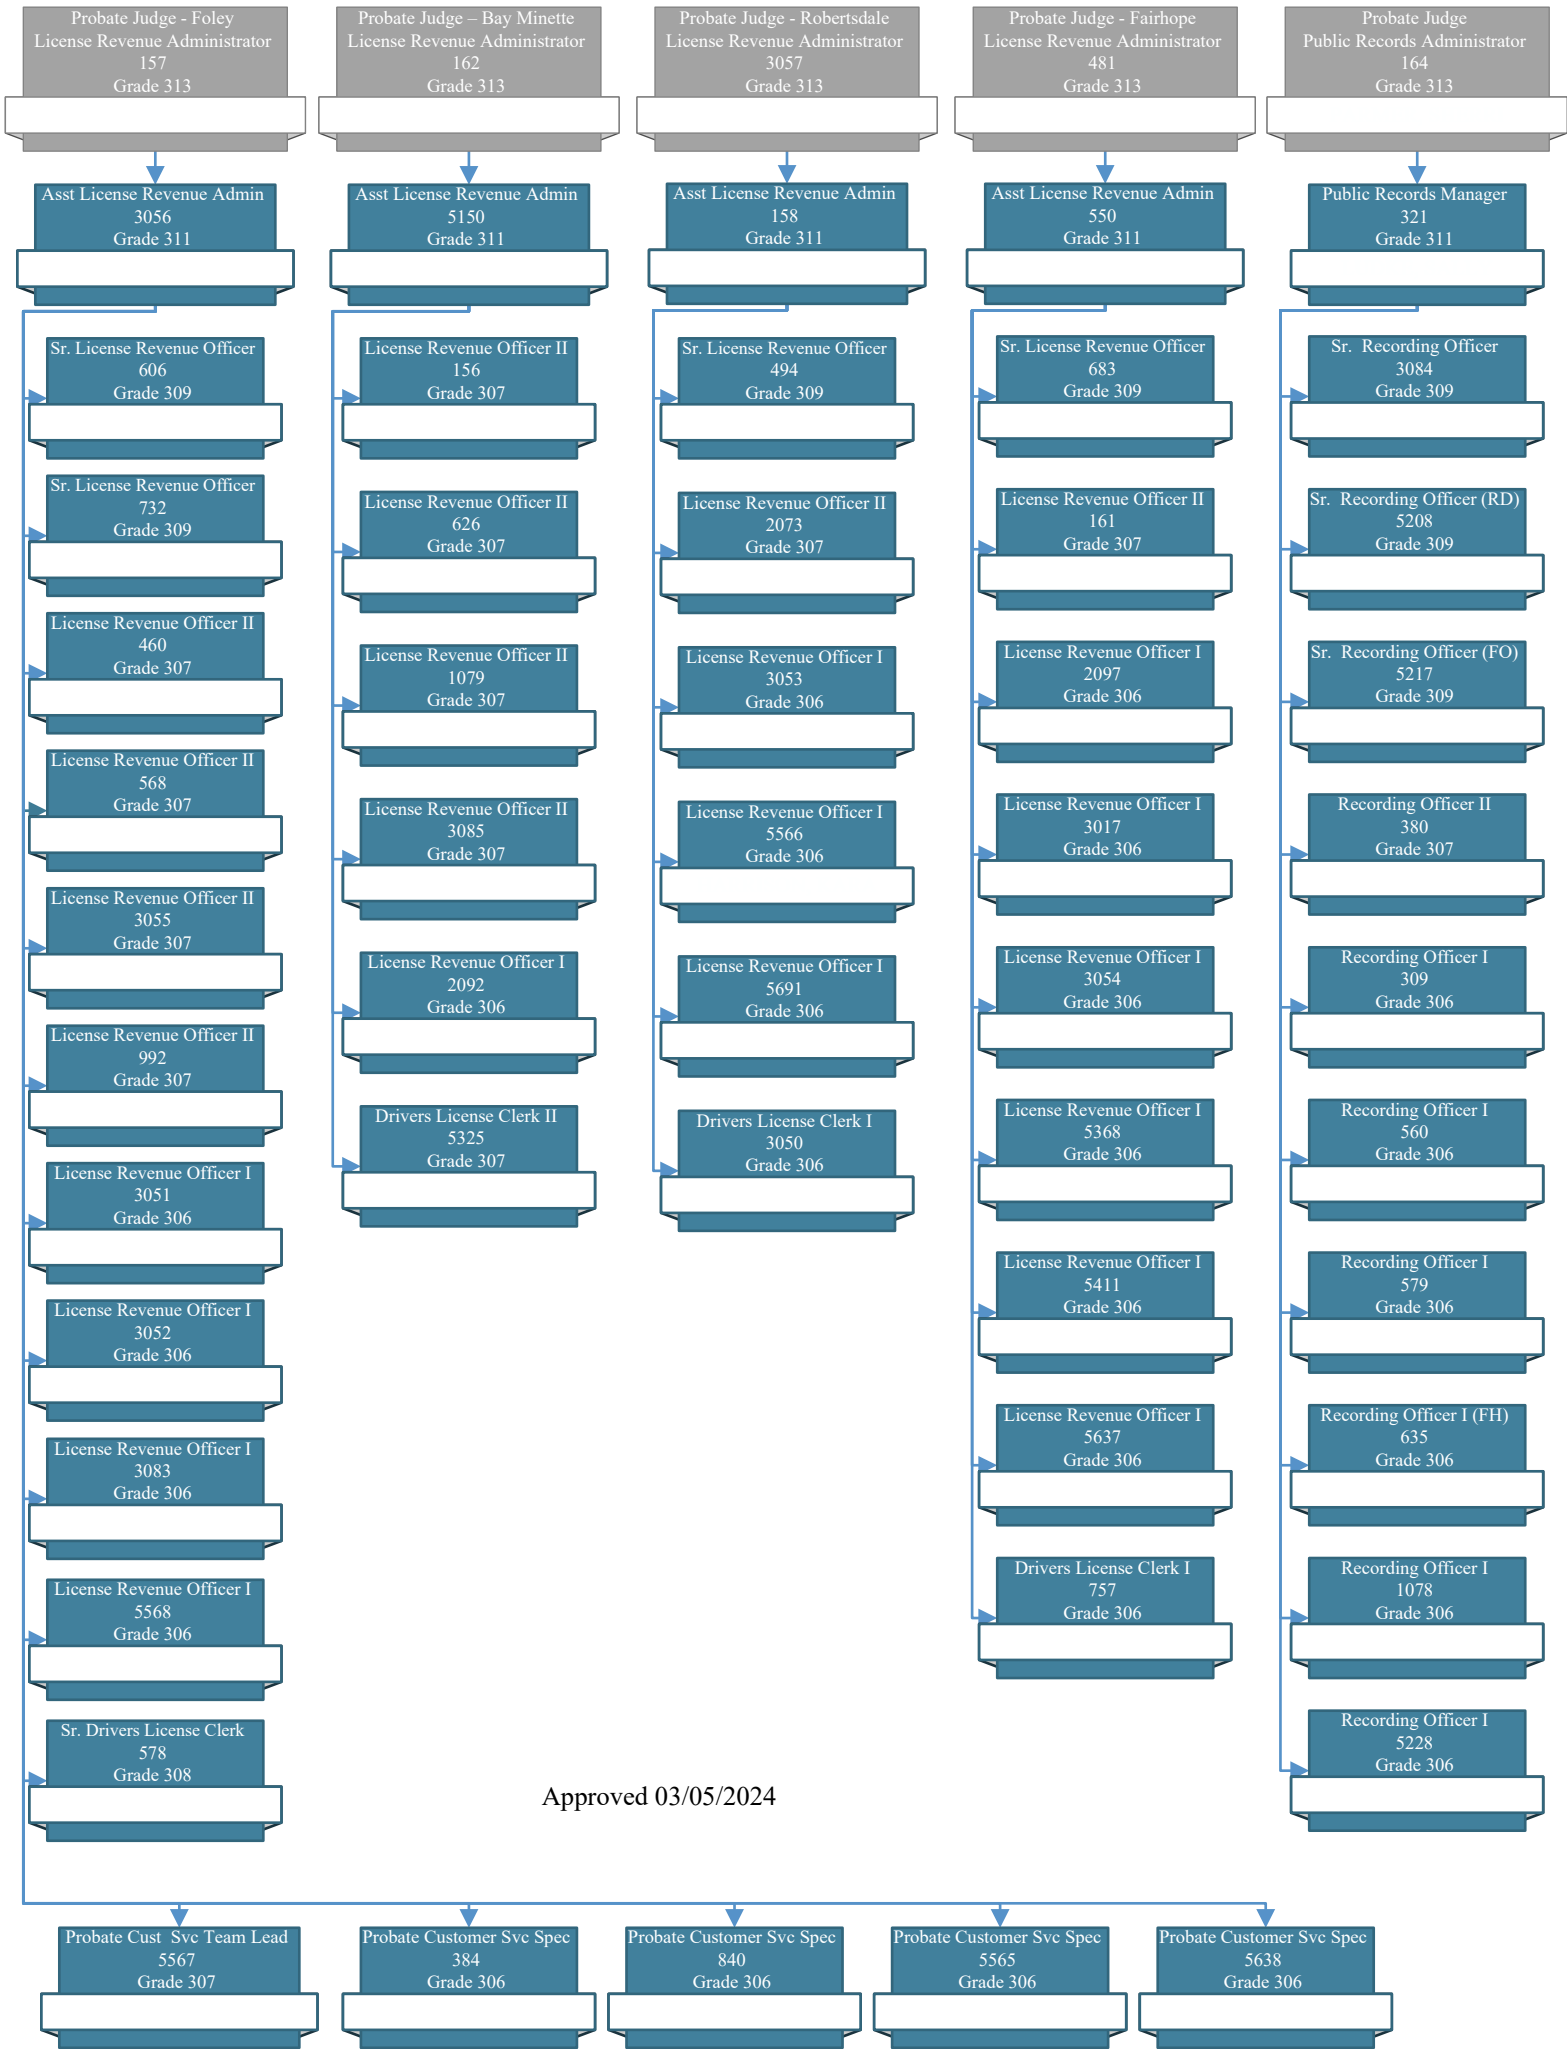 Probate Judge - Foley
License Revenue Administrator
157
Grade 313
Asst License Revenue Admin
3056
Grade 311
Sr. License Revenue Officer
606
Grade 309
Sr. License Revenue Officer
732
Grade 309
License Revenue Officer II
460
Grade 307
License Revenue Officer II
568
Grade 307
License Revenue Officer II
3055
Grade 307
License Revenue Officer II
992
Grade 307
License Revenue Officer I
3051
Grade 306
License Revenue Officer I
3052
Grade 306
License Revenue Officer I
3083
Grade 306
License Revenue Officer I
5568
Grade 306
Sr. Drivers License Clerk
578
Grade 308
Probate Judge – Bay Minette
License Revenue Administrator
162
Grade 313
Asst License Revenue Admin
5150
Grade 311
License Revenue Officer II
156
Grade 307
License Revenue Officer II
626
Grade 307
License Revenue Officer II
1079
Grade 307
License Revenue Officer II
3085
Grade 307
License Revenue Officer I
2092
Grade 306
Drivers License Clerk II
5325
Grade 307
Probate Judge - Robertsdale
License Revenue Administrator
3057
Grade 313
Asst License Revenue Admin
158
Grade 311
Sr. License Revenue Officer
494
Grade 309
License Revenue Officer II
2073
Grade 307
License Revenue Officer I
3053
Grade 306
License Revenue Officer I
5566
Grade 306
License Revenue Officer I
5691
Grade 306
Drivers License Clerk I
3050
Grade 306
Probate Judge - Fairhope
License Revenue Administrator
481
Grade 313
Asst License Revenue Admin
550
Grade 311
Sr. License Revenue Officer
683
Grade 309
License Revenue Officer II
161
Grade 307
License Revenue Officer I
2097
Grade 306
License Revenue Officer I
3017
Grade 306
License Revenue Officer I
3054
Grade 306
License Revenue Officer I
5368
Grade 306
License Revenue Officer I
5411
Grade 306
License Revenue Officer I
5637
Grade 306
Drivers License Clerk I
757
Grade 306
Probate Judge
Public Records Administrator
164
Grade 313
Public Records Manager
321
Grade 311
Sr. Recording Officer
3084
Grade 309
Sr. Recording Officer (RD)
5208
Grade 309
Sr. Recording Officer (FO)
5217
Grade 309
Recording Officer II
380
Grade 307
Recording Officer I
309
Grade 306
Recording Officer I
560
Grade 306
Recording Officer I
579
Grade 306
Recording Officer I (FH)
635
Grade 306
Recording Officer I
1078
Grade 306
Recording Officer I
5228
Grade 306
Approved 03/05/2024
Probate Cust Svc Team Lead
5567
Grade 307
Probate Customer Svc Spec
384
Grade 306
Probate Customer Svc Spec
840
Grade 306
Probate Customer Svc Spec
5565
Grade 306
Probate Customer Svc Spec
5638
Grade 306